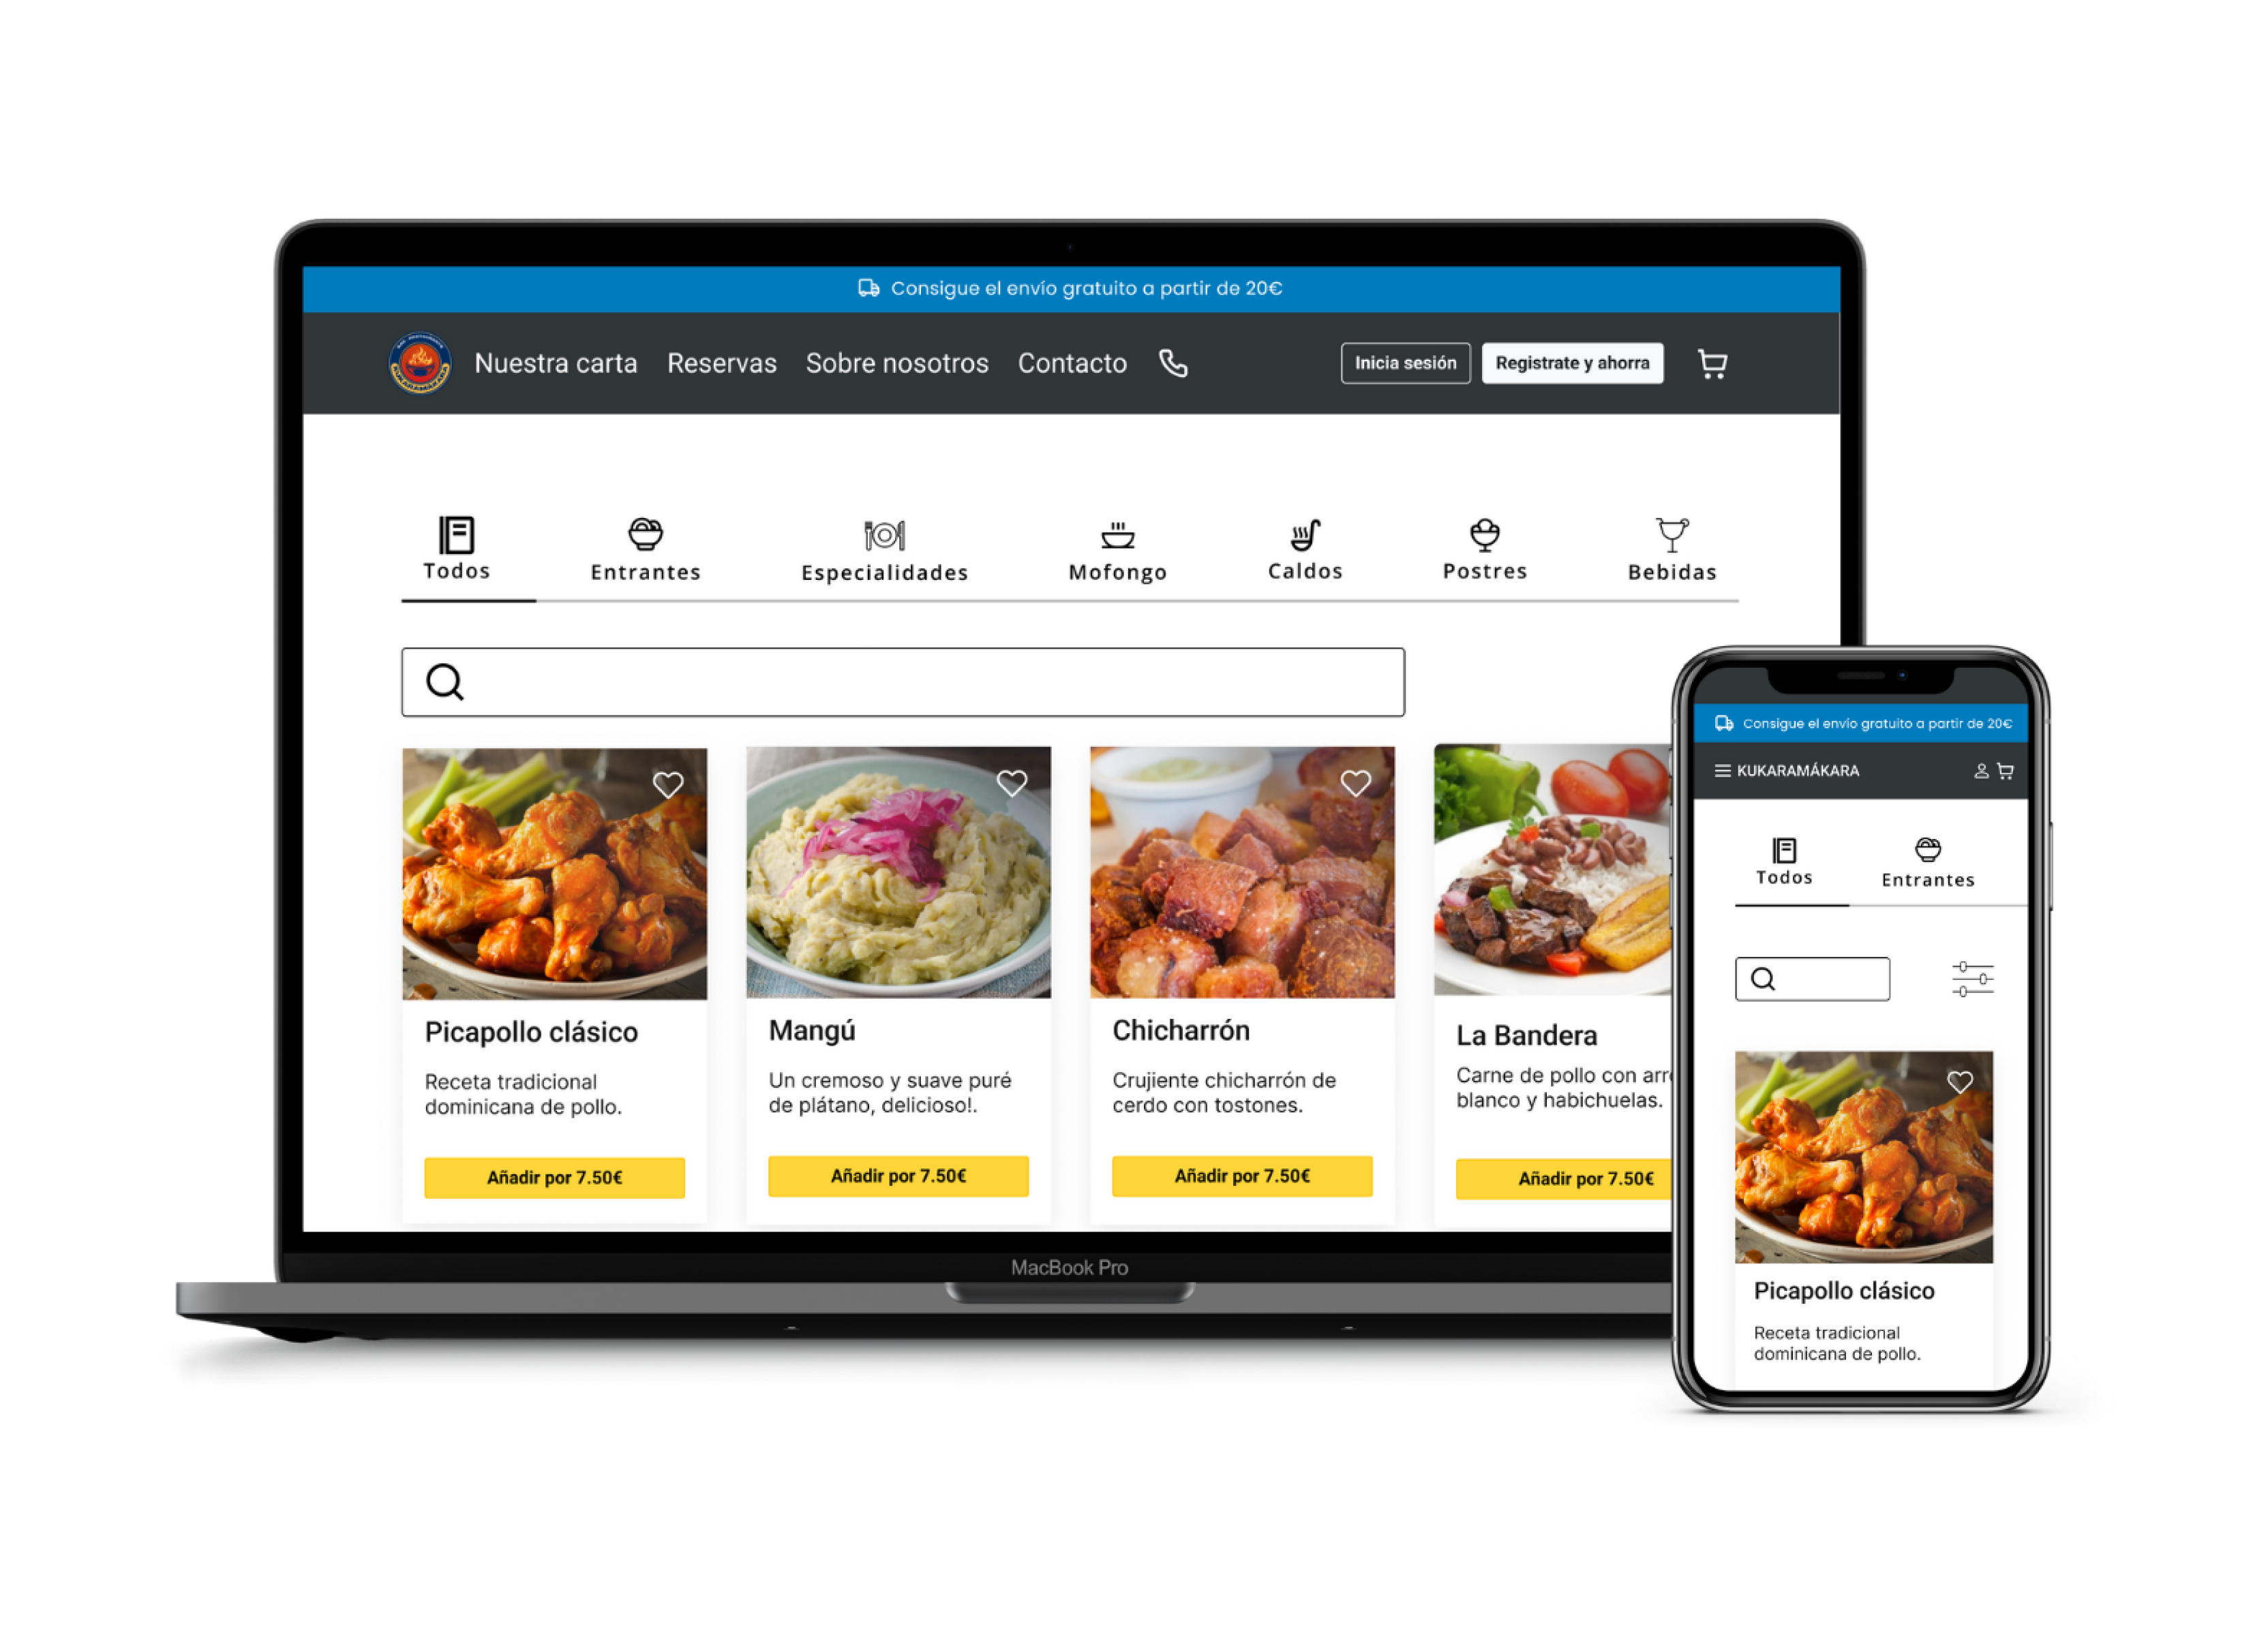 Consigue el envío gratuito a partir de 20€
Nuestra carta Reservas Sobre nosotros Contacto Inicia sesión Registrate y ahorra
Todos Entrantes Especialidades Mofongo Caldos Postres Bebidas
Picapollo clásico
Receta tradicional
dominicana de pollo.
Añadir por 7.50€
Mangú
Un cremoso y suave puré
de plátano, delicioso!.
Añadir por 7.50€
Chicharrón
Crujiente chicharrón de
cerdo con tostones.
Añadir por 7.50€
La Bandera
Carne de pollo con arr
blanco y habichuelas.
Añadir por 7.50€
MacBook Pro
Consigue el envío gratuito a partir de 20€
KUKARAMÁKARA
Todos Entrantes
Picapollo clásico
Receta tradicional
dominicana de pollo.